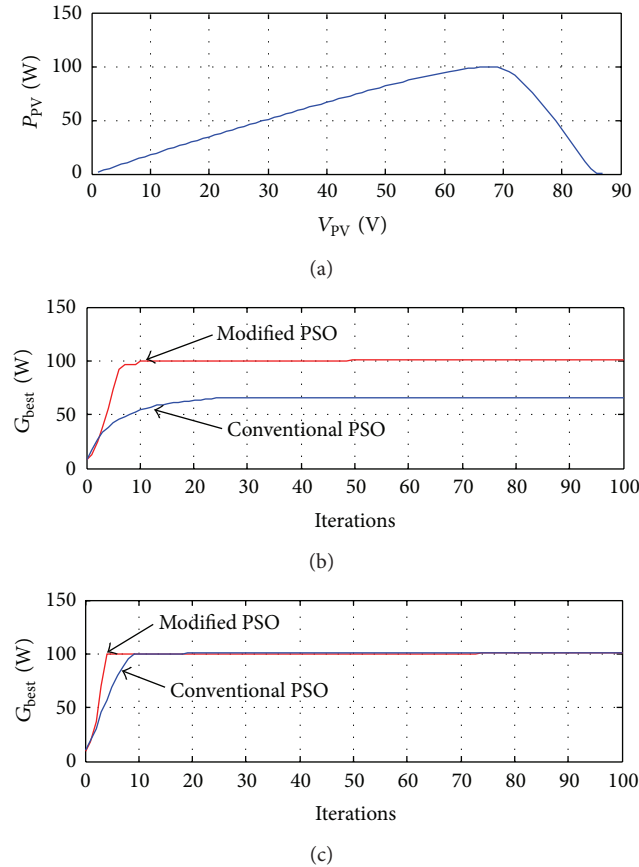 150
100
50
0
P_PV (W)
0 10 20 30 40 50 60 70 80 90
V_PV (V)
(a)
150
100
50
0
G_best (W)
Modified PSO
Conventional PSO
0 10 20 30 40 50 60 70 80 90 100
Iterations
(b)
150
100
50
0
G_best (W)
Modified PSO
Conventional PSO
0 10 20 30 40 50 60 70 80 90 100
Iterations
(c)